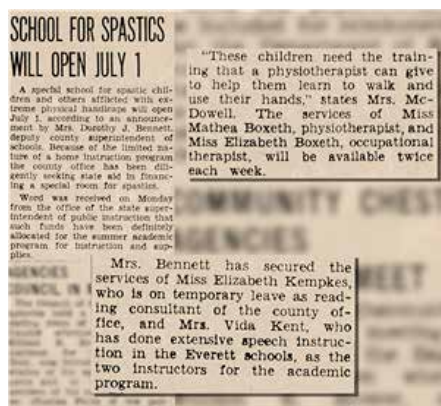 SCHOOL FOR SPASTICS
WILL OPEN JULY 1
A special school for spastic chil-
dren and others afflicted with ex-
treme physical handicaps will open
July 1, according to an announce-
ment by Mrs. Dorothy J. Bennett,
deputy county superintendent of
schools. Because of the limited na-
ture of a home instruction program
the county office has been dili-
gently seeking state aid in financ-
ing a special room for spastics.
Word was received on Monday
from the office of the state super-
intendent of public instruction that
such funds have been definitely
allocated for the summer academic
program for instruction and sup-
plies.
"These children need the train-
ing that a physiotherapist can give
to help them learn to walk and
use their hands," states Mrs. Mc-
Dowell. The services of Miss
Mathea Boxeth, physiotherapist, and
Miss Elizabeth Boxeth, occupational
therapist, will be available twice
each week.
COMMUNITY
AGENCIES
MEET
AGENCIES
COUNCIL IN
Mrs. Bennett has secured the
services of Miss Elizabeth Kempkes,
who is on temporary leave as read-
ing consultant of the county of-
fice, and Mrs. Vida Kent, who
has done extensive speech instruc-
tion in the Everett schools, as the
two instructors for the academic
program.